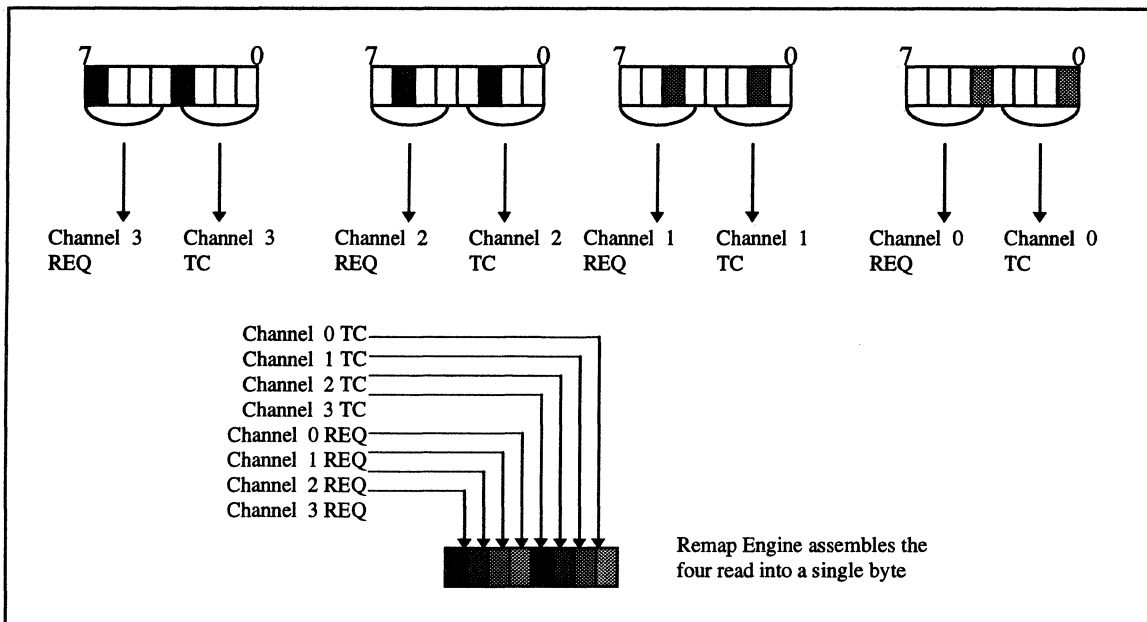 7 0 7 0 7 0 7 0
Channel 3 REQ
Channel 3 TC
Channel 2 REQ
Channel 2 TC
Channel 1 REQ
Channel 1 TC
Channel 0 REQ
Channel 0 TC
Channel 0 TC
Channel 1 TC
Channel 2 TC
Channel 3 TC
Channel 0 REQ
Channel 1 REQ
Channel 2 REQ
Channel 3 REQ
Remap Engine assembles the
four read into a single byte